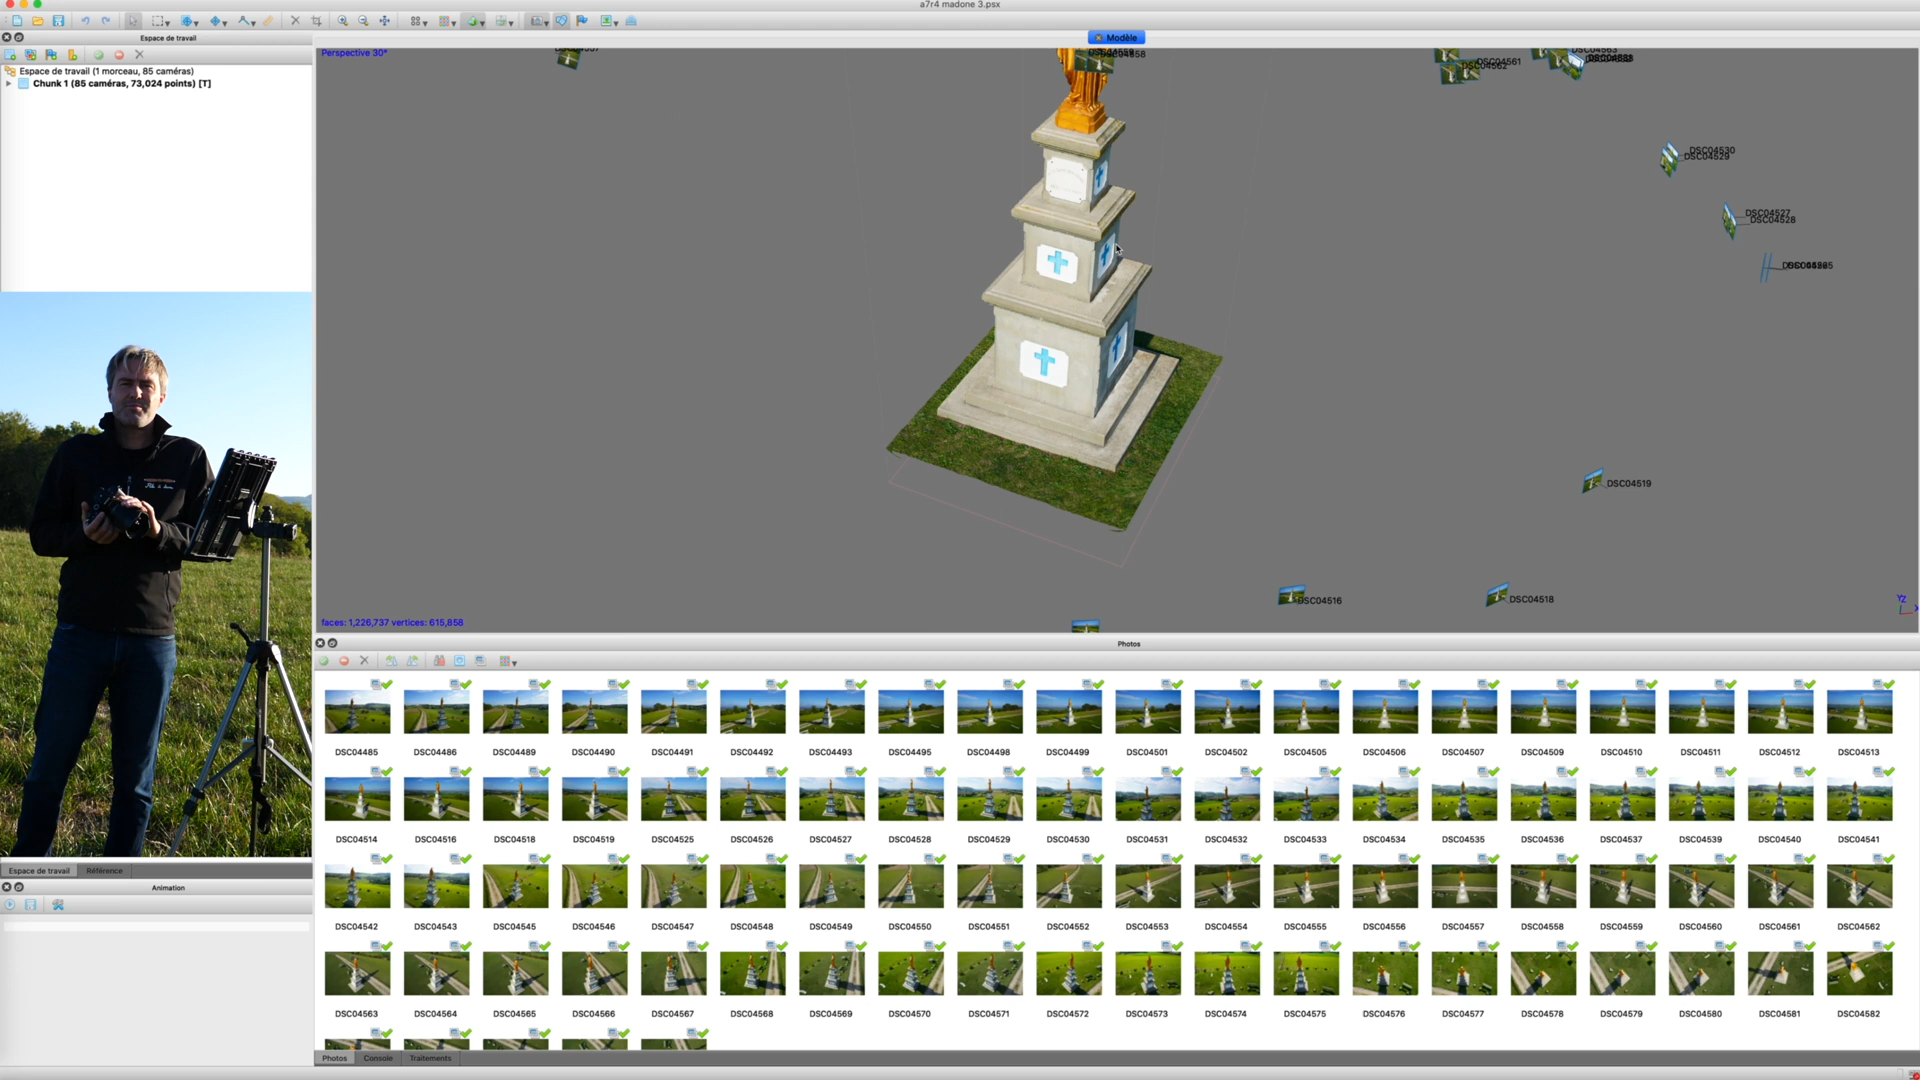 a7r4 madone 3.psx
Espace de travail
Modèle
Perspective 30°
Espace de travail (1 morceau, 85 caméras)
Chunk 1 (85 caméras, 73,024 points) [T]
DSC04561
DSC04562
DSC04530
DSC04529
DSC04527
DSC04528
DSC04519
DSC04516
DSC04518
faces: 1,226,737 vertices: 615,858
Photos
DSC04485 DSC04486 DSC04489 DSC04490 DSC04491 DSC04492 DSC04493 DSC04495 DSC04498 DSC04499 DSC04501 DSC04502 DSC04505 DSC04506 DSC04507 DSC04509 DSC04510 DSC04511 DSC04512 DSC04513
DSC04514 DSC04516 DSC04518 DSC04519 DSC04525 DSC04526 DSC04527 DSC04528 DSC04529 DSC04530 DSC04531 DSC04532 DSC04533 DSC04534 DSC04535 DSC04536 DSC04537 DSC04539 DSC04540 DSC04541
DSC04542 DSC04543 DSC04545 DSC04546 DSC04547 DSC04548 DSC04549 DSC04550 DSC04551 DSC04552 DSC04553 DSC04554 DSC04555 DSC04556 DSC04557 DSC04558 DSC04559 DSC04560 DSC04561 DSC04562
DSC04563 DSC04564 DSC04565 DSC04566 DSC04567 DSC04568 DSC04569 DSC04570 DSC04571 DSC04572 DSC04573 DSC04574 DSC04575 DSC04576 DSC04577 DSC04578 DSC04579 DSC04580 DSC04581 DSC04582
Espace de travail Référence
Animation
Photos Console Traitements